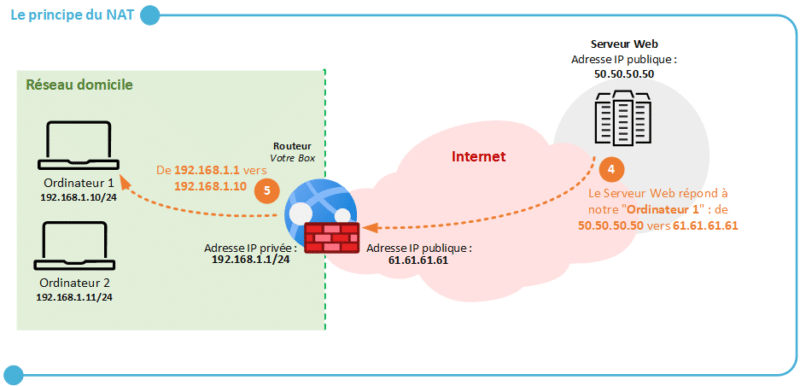 Le principe du NAT
Serveur Web
Adresse IP publique :
50.50.50.50
Réseau domicile
Routeur
Votre Box
Internet
De 192.168.1.1 vers
192.168.1.10
5
4
Ordinateur 1
192.168.1.10/24
Le Serveur Web répond à
notre "Ordinateur 1" : de
50.50.50.50 vers 61.61.61.61
Adresse IP privée :
192.168.1.1/24
Adresse IP publique :
61.61.61.61
Ordinateur 2
192.168.1.11/24